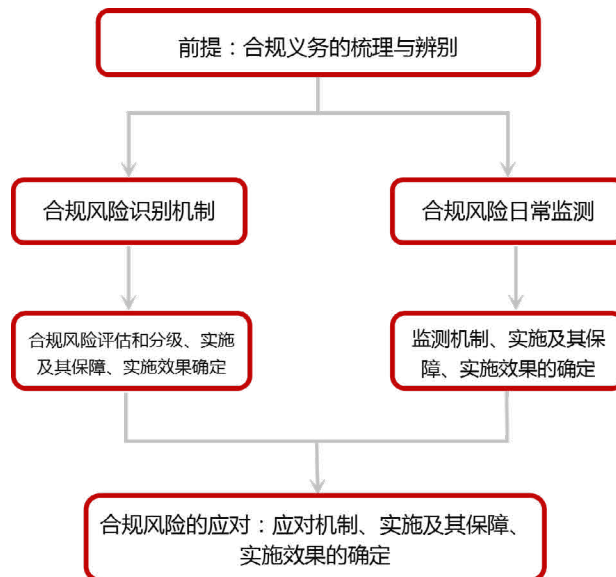 前提：合规义务的梳理与辨别
合规风险识别机制
合规风险日常监测
合规风险评估和分级、实施
及其保障、实施效果确定
监测机制、实施及其保
障、实施效果的确定
合规风险的应对：应对机制、实施及其保障、
实施效果的确定